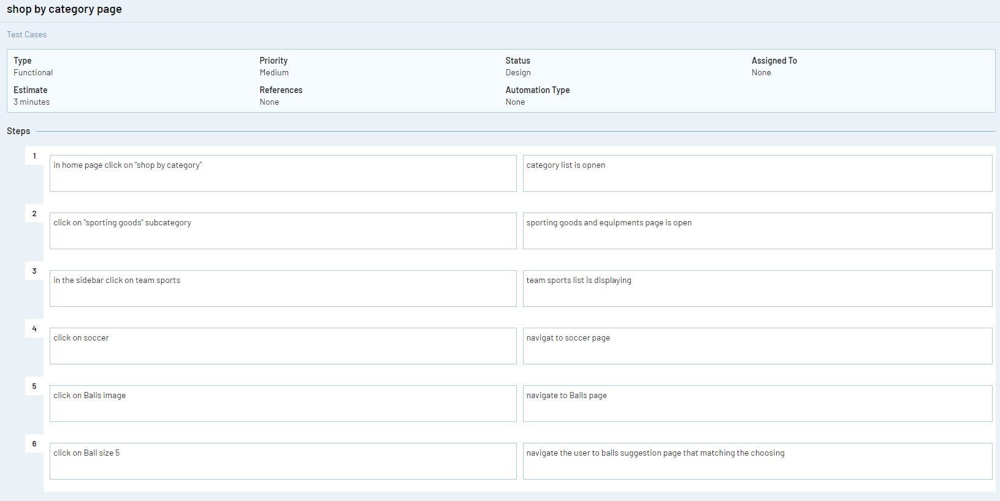 shop by category page
Test Cases
Type
Functional
Priority
Medium
Status
Design
Assigned To
None
Estimate
3 minutes
References
None
Automation Type
None
Steps
1
in home page click on "shop by category"
category list is opnen
2
click on "sporting goods" subcategory
sporting goods and equipments page is open
3
in the sidebar click on team sports
team sports list is displaying
4
click on soccer
navigat to soccer page
5
click on Balls image
navigate to Balls page
6
click on Ball size 5
navigate the user to balls suggestion page that matching the choosing